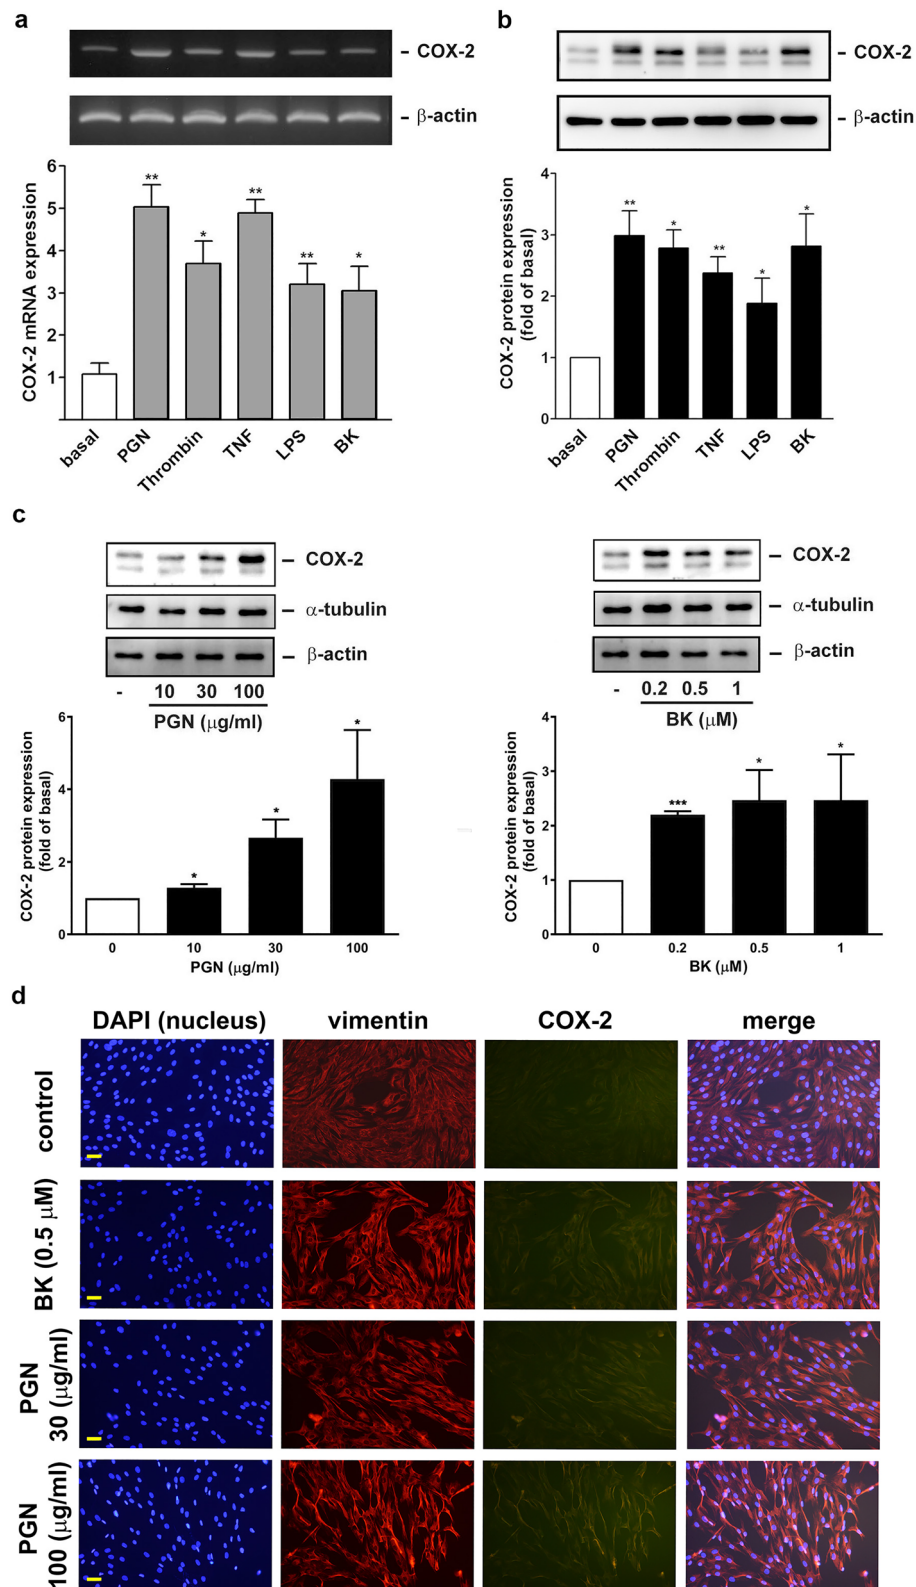 a
– COX-2
– β-actin
COX-2 mRNA expression
6
5
4
3
2
1
**
*
**
**
*
basal
PGN
Thrombin
TNF
LPS
BK
b
– COX-2
– β-actin
COX-2 protein expression
(fold of basal)
4
3
2
1
0
**
*
**
*
*
basal
PGN
Thrombin
TNF
LPS
BK
c
– COX-2
– α-tubulin
– β-actin
- 10 30 100
PGN (μg/ml)
COX-2 protein expression
(fold of basal)
6
4
2
0
*
*
*
0 10 30 100
PGN (μg/ml)
– COX-2
– α-tubulin
– β-actin
- 0.2 0.5 1
BK (μM)
COX-2 protein expression
(fold of basal)
4
3
2
1
0
***
*
*
0 0.2 0.5 1
BK (μM)
d
DAPI (nucleus) vimentin COX-2 merge
control
BK (0.5 μM)
PGN
30 (μg/ml)
PGN
100 (μg/ml)